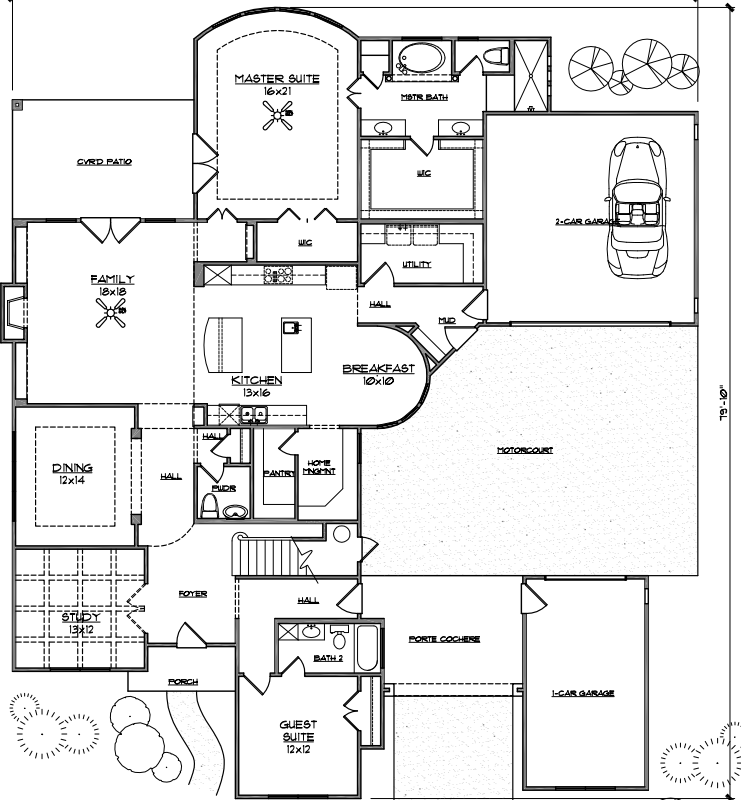 MASTER SUITE
16x21
MSTR BATH
CVRD PATIO
WIC
2-CAR GARAGE
WIC
UTILITY
FAMILY
18x18
HALL
MUD
BREAKFAST
10x10
KITCHEN
13x16
79'-10"
HALL
DINING
12x14
HALL
PANTRY
HOME
MNGMNT
MOTORCOURT
PWDR
FOYER
HALL
STUDY
13x12
PORTE COCHERE
BATH 2
PORCH
1-CAR GARAGE
GUEST
SUITE
12x12